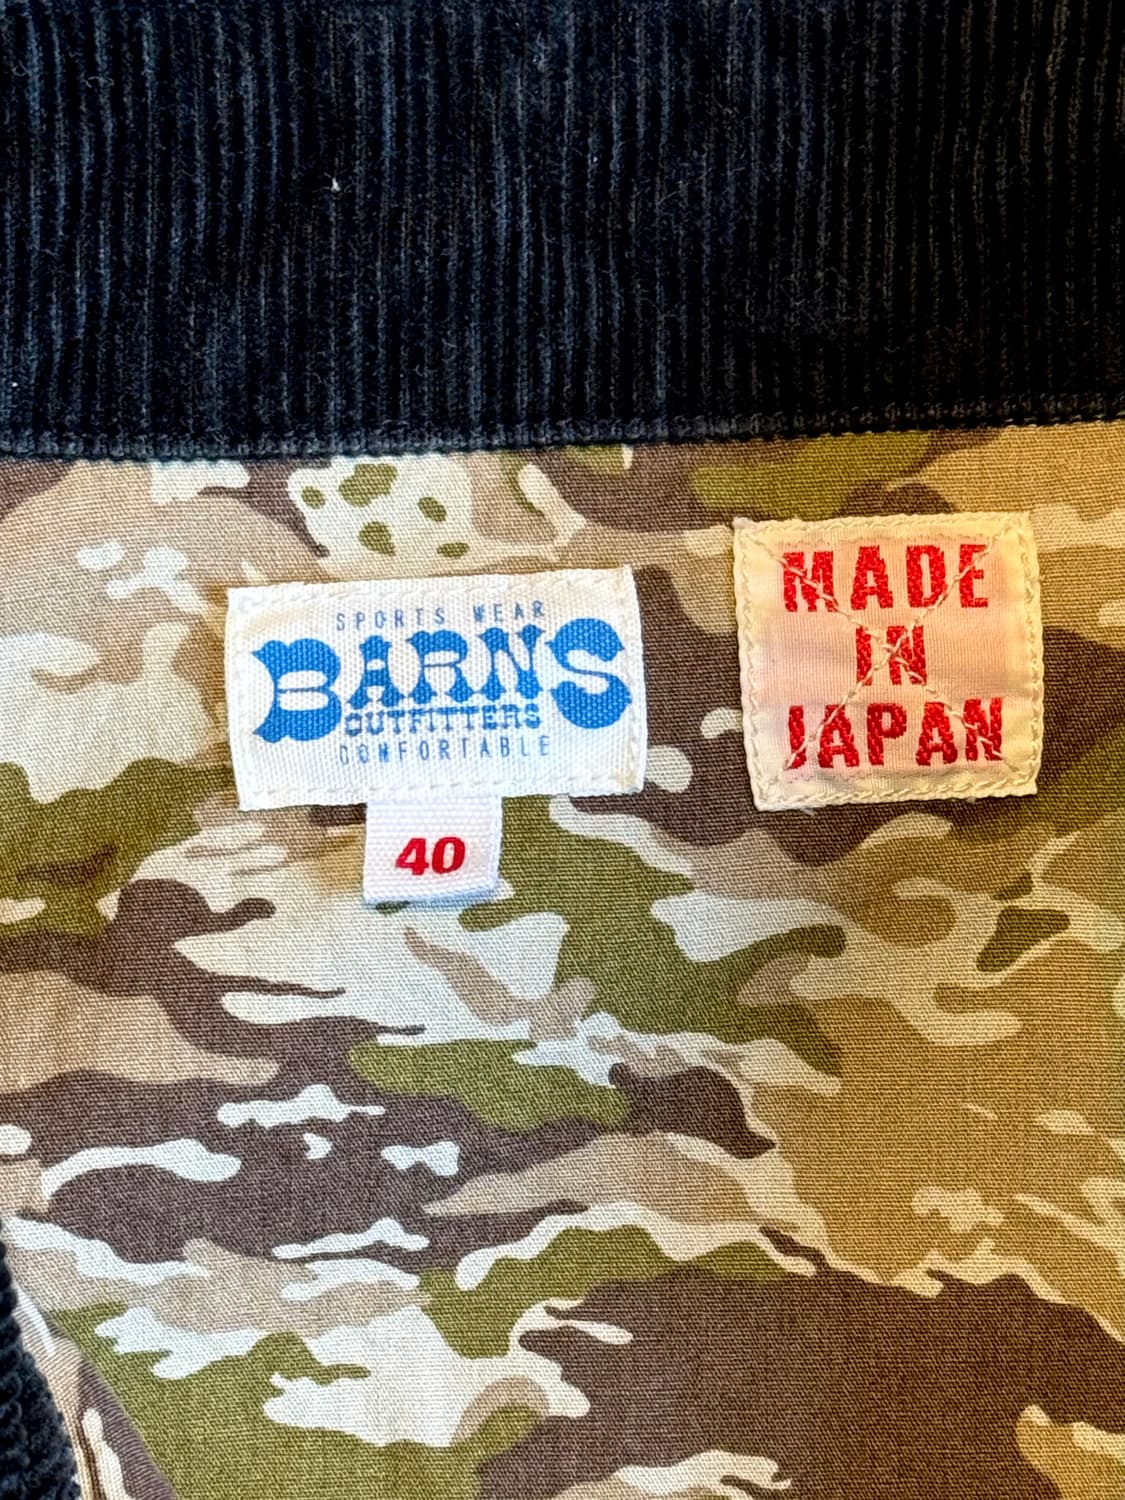 SPORTS WEAR
BARNS
OUTFITTERS
COMFORTABLE
40
MADE
IN
JAPAN